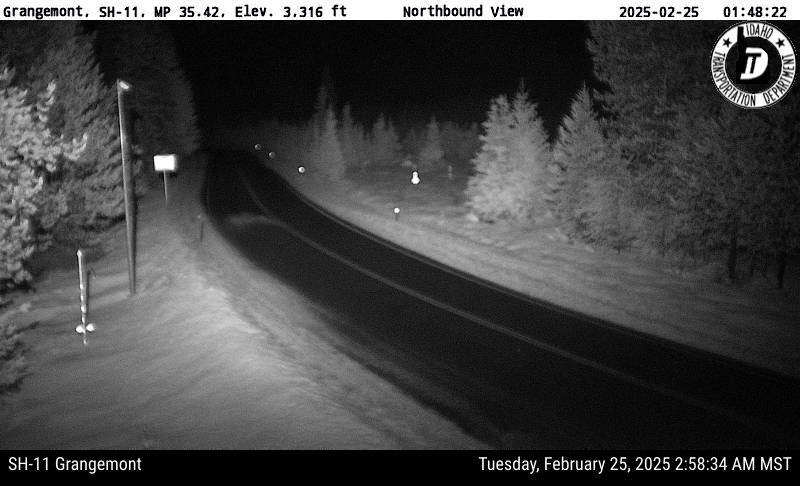 Grangemont, SH-11, MP 35.42, Elev. 3,316 ft Northbound View 2025-02-25 01:48:22
IDAHO
TRANSPORTATION DEPARTMENT
SH-11 Grangemont Tuesday, February 25, 2025 2:58:34 AM MST